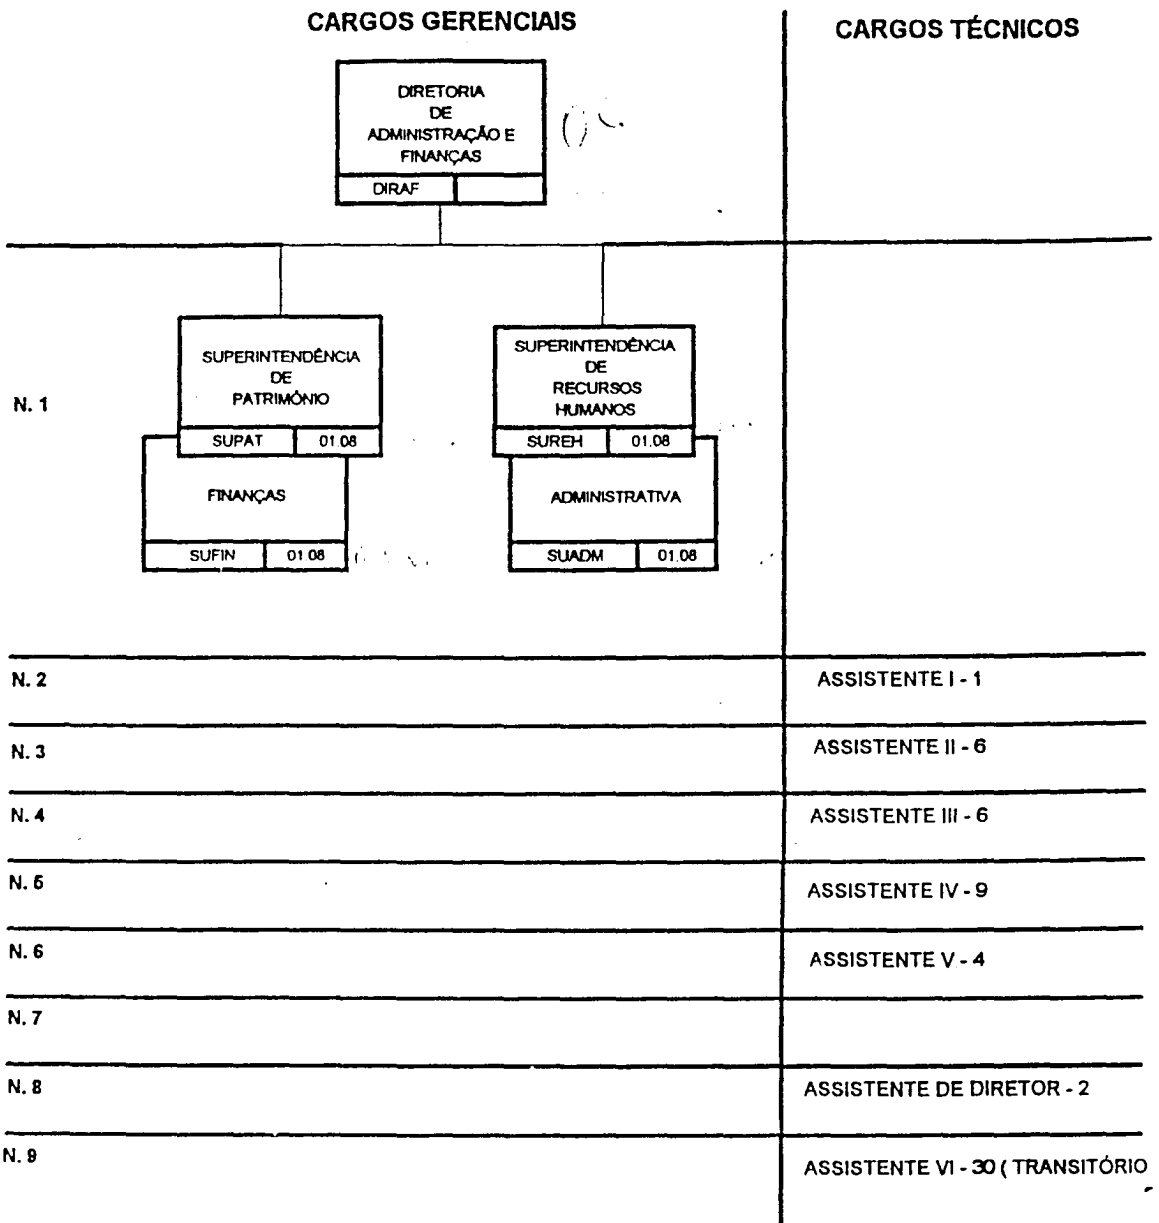 CARGOS GERENCIAIS
CARGOS TÉCNICOS
DIRETORIA
DE
ADMINISTRAÇÃO E
FINANÇAS
DIRAF
N. 1
SUPERINTENDÊNCIA
DE
PATRIMÔNIO
SUPAT 01.08
FINANÇAS
SUFIN 01.08
SUPERINTENDÊNCIA
DE
RECURSOS
HUMANOS
SUREH 01.08
ADMINISTRATIVA
SUADM 01.08
N. 2 ASSISTENTE I - 1
N. 3 ASSISTENTE II - 6
N. 4 ASSISTENTE III - 6
N. 5 ASSISTENTE IV - 9
N. 6 ASSISTENTE V - 4
N. 7
N. 8 ASSISTENTE DE DIRETOR - 2
N. 9 ASSISTENTE VI - 30 ( TRANSITÓRIO